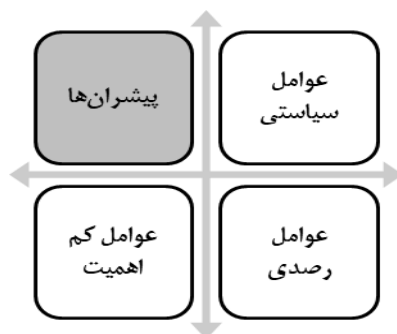 عوامل
سیاستی
پیشران‌ها
عوامل
رصدی
عوامل کم
اهمیت